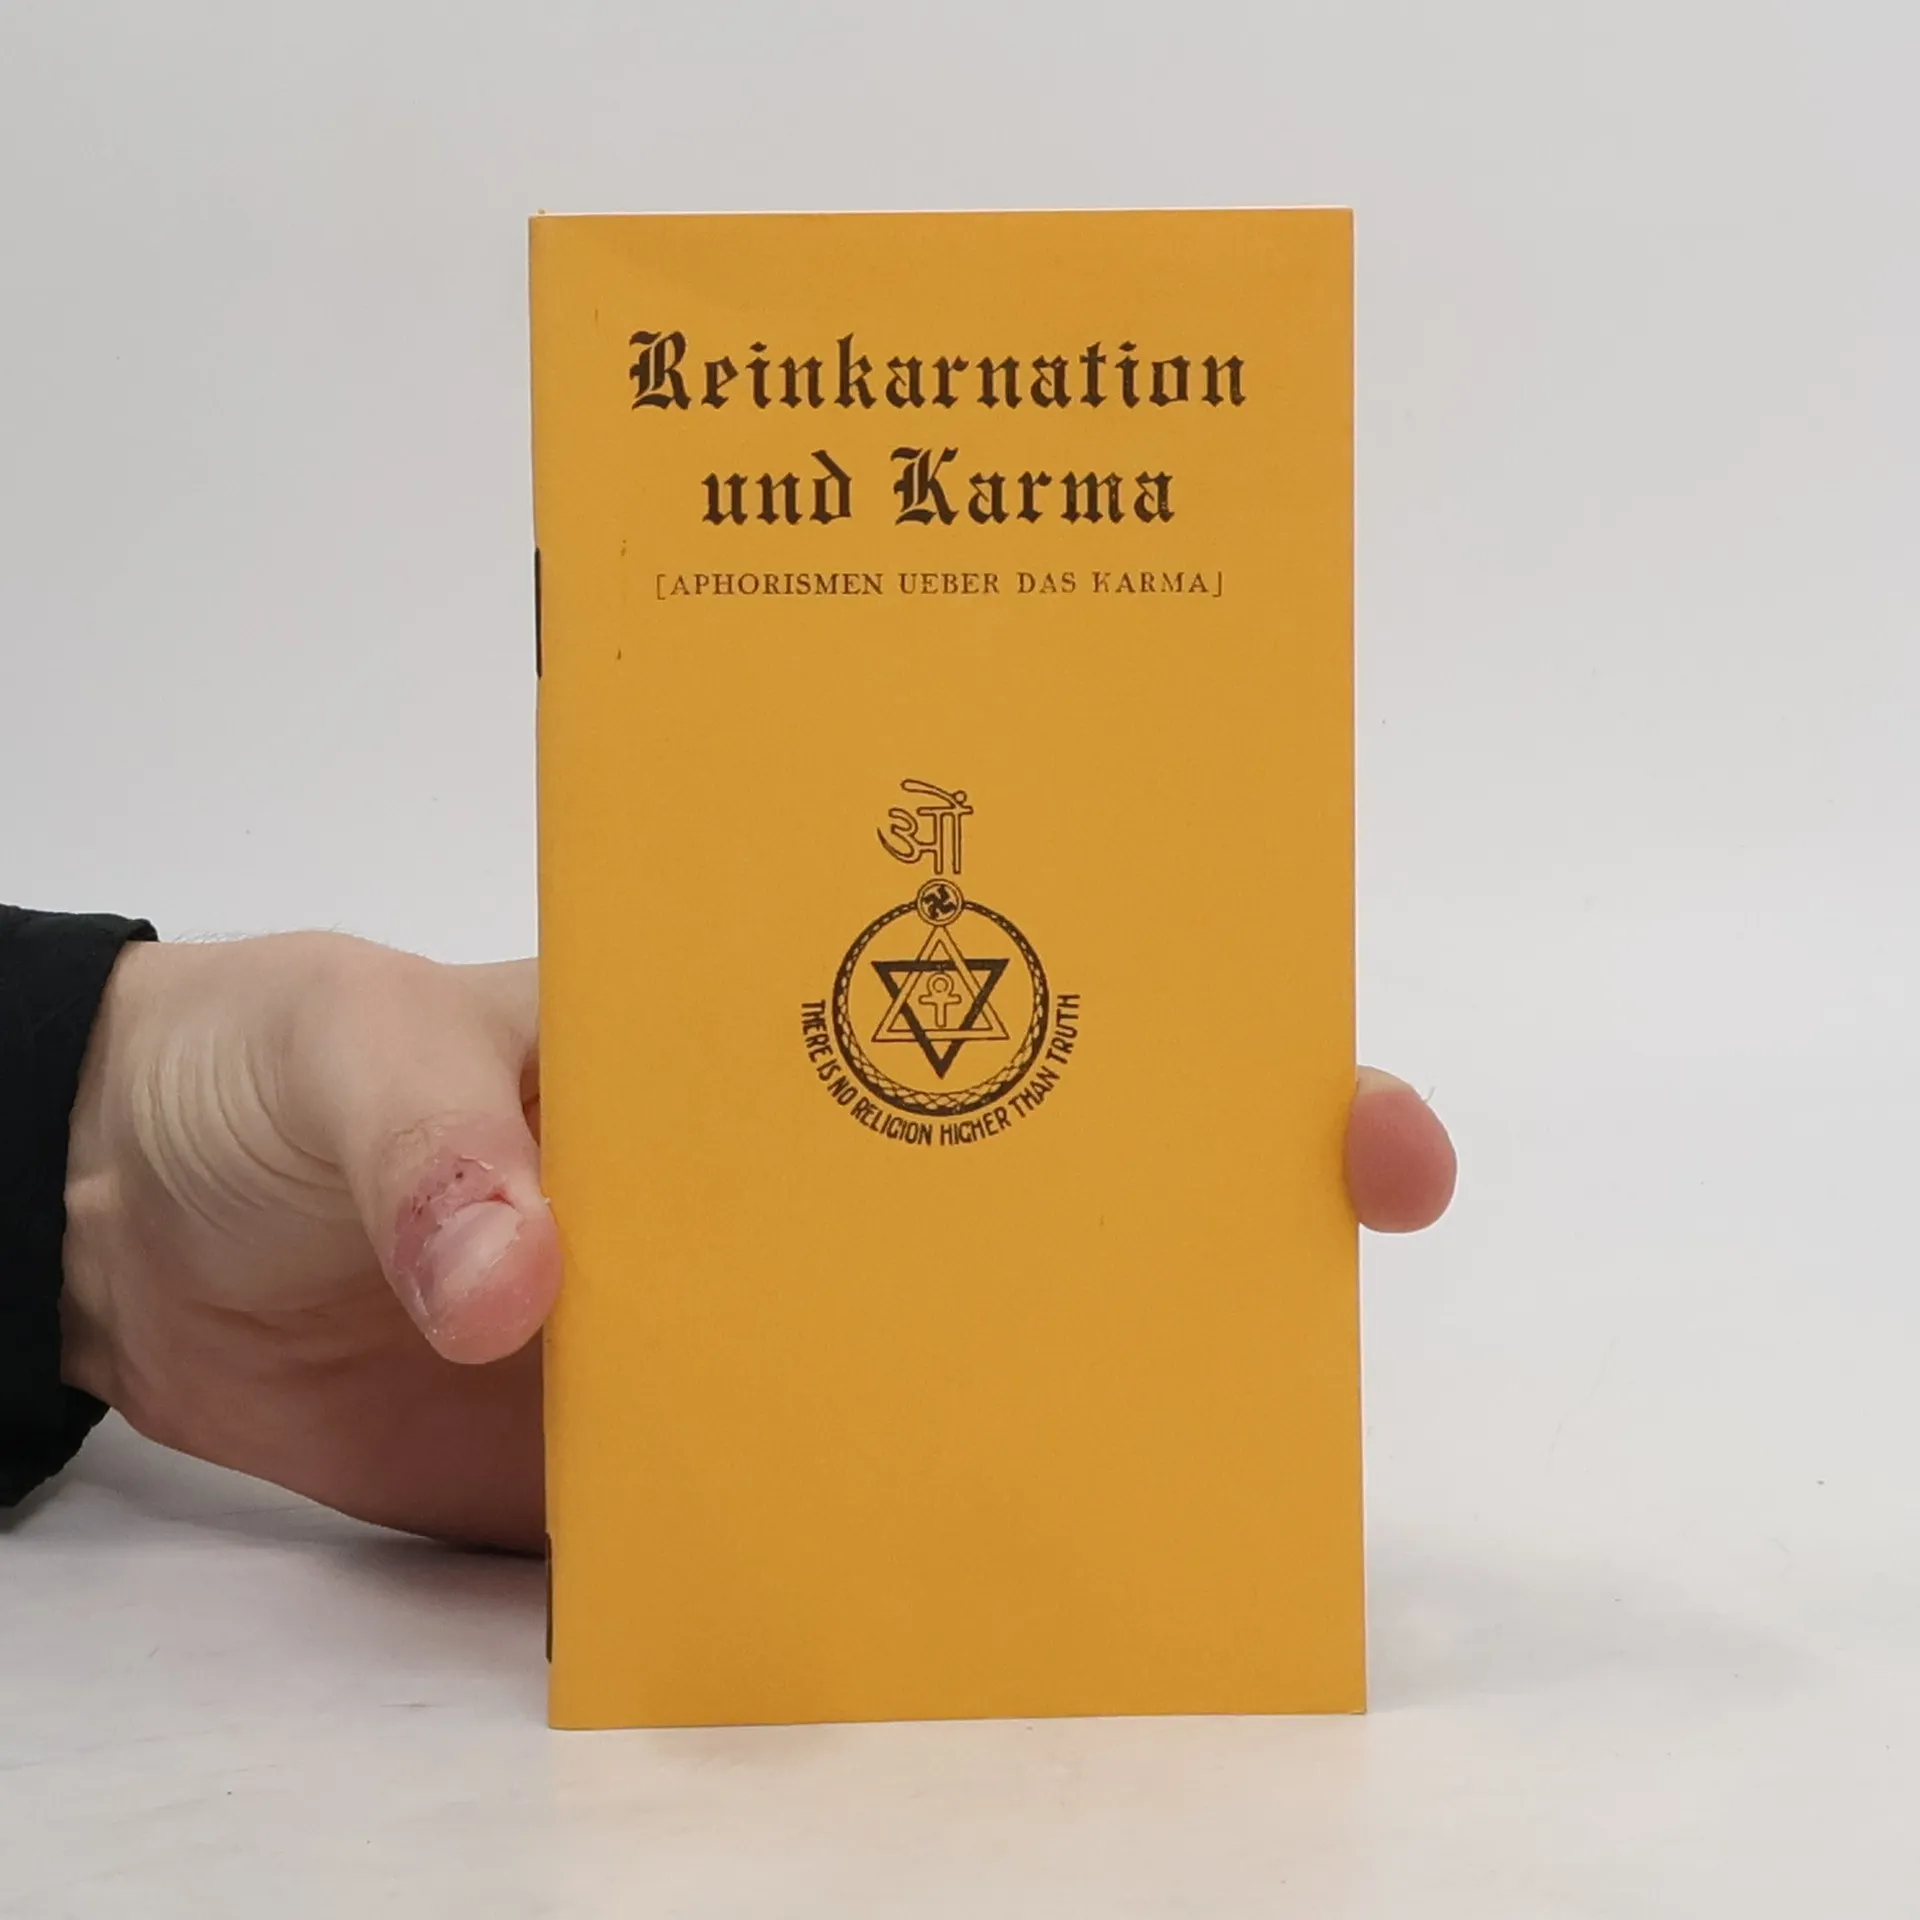 Reinkarnation
und Karma
[APHORISMEN UEBER DAS KARMA]
ओं
THERE IS NO RELIGION HIGHER THAN TRUTH